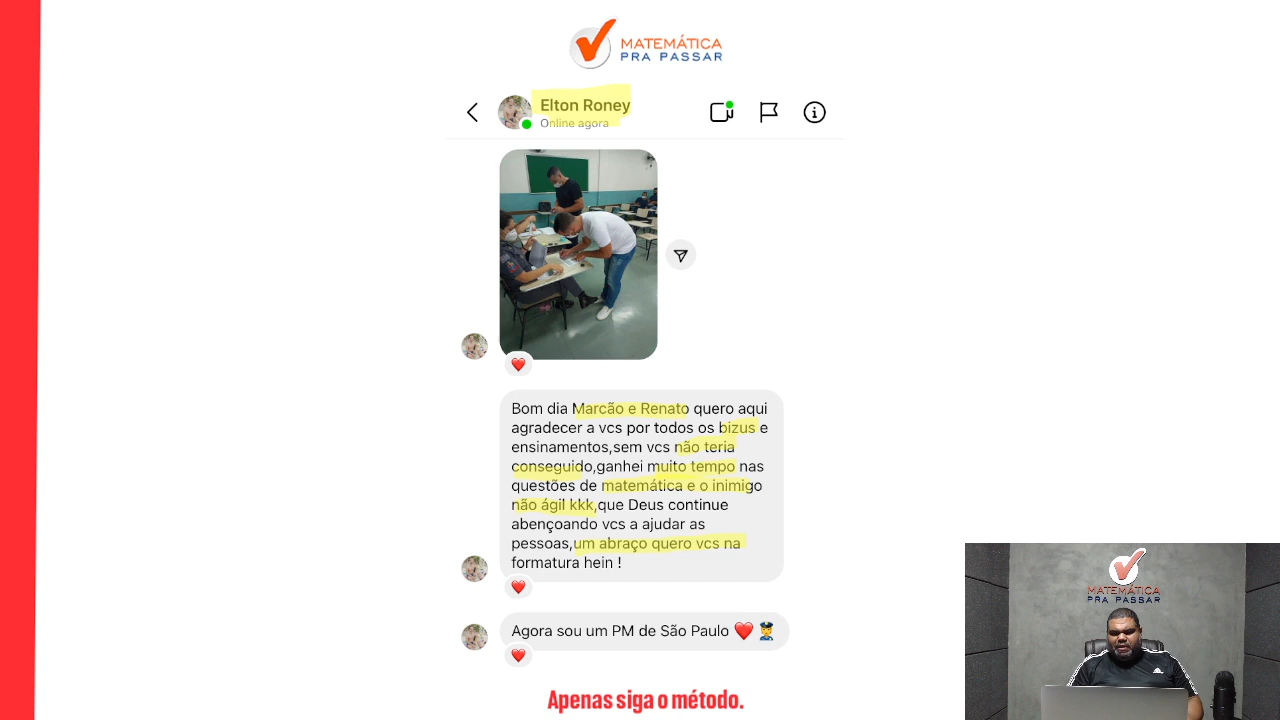 MATEMÁTICA
PRA PASSAR
Elton Roney
Online agora
Bom dia Marcão e Renato quero aqui
agradecer a vcs por todos os bizus e
ensinamentos,sem vcs não teria
conseguido,ganhei muito tempo nas
questões de matemática e o inimigo
não ágil kkk,que Deus continue
abençoando vcs a ajudar as
pessoas,um abraço quero vcs na
formatura hein !
Agora sou um PM de São Paulo ❤️ 👮
Apenas siga o método.
MATEMÁTICA
PRA PASSAR